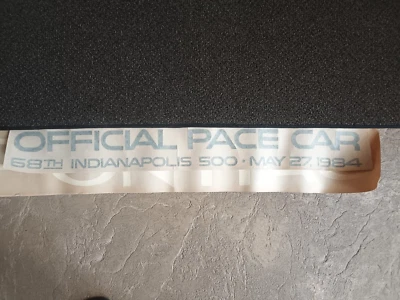 OFFICIAL PACE CAR
68TH INDIANAPOLIS 500 • MAY 27, 1984